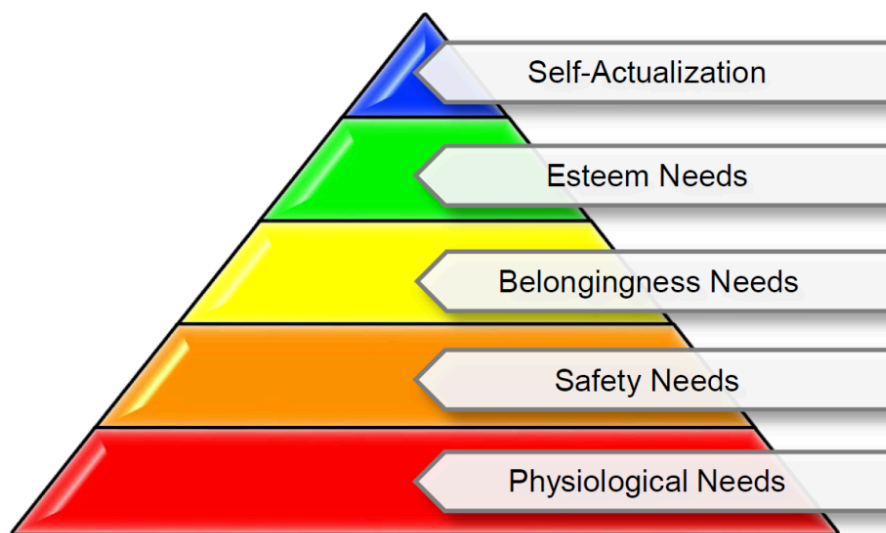 Self-Actualization
Esteem Needs
Belongingness Needs
Safety Needs
Physiological Needs